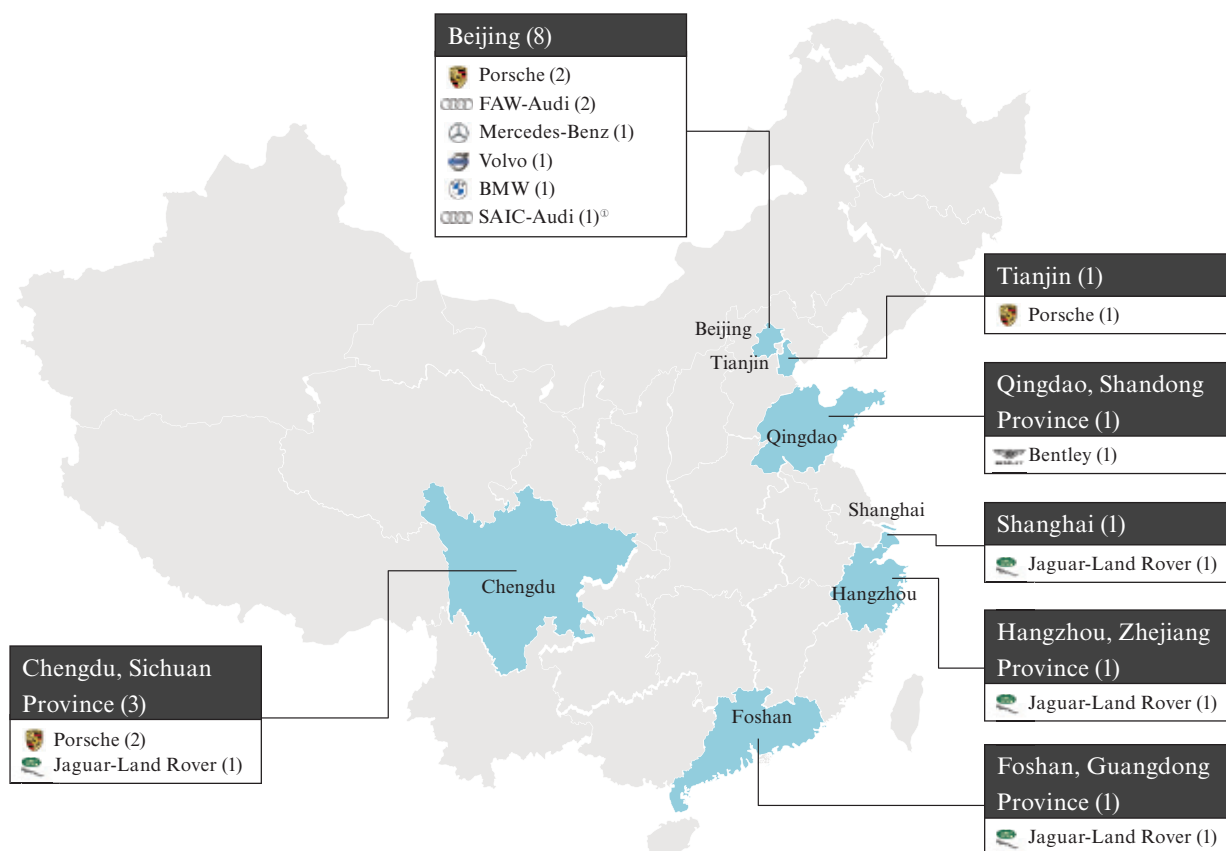 Beijing (8)
Porsche (2)
FAW-Audi (2)
Mercedes-Benz (1)
Volvo (1)
BMW (1)
SAIC-Audi (1)①
Tianjin (1)
Porsche (1)
Beijing
Tianjin
Qingdao, Shandong
Province (1)
Bentley (1)
Qingdao
Shanghai
Shanghai (1)
Jaguar-Land Rover (1)
Chengdu
Hangzhou
Hangzhou, Zhejiang
Province (1)
Jaguar-Land Rover (1)
Chengdu, Sichuan
Province (3)
Porsche (2)
Jaguar-Land Rover (1)
Foshan
Foshan, Guangdong
Province (1)
Jaguar-Land Rover (1)